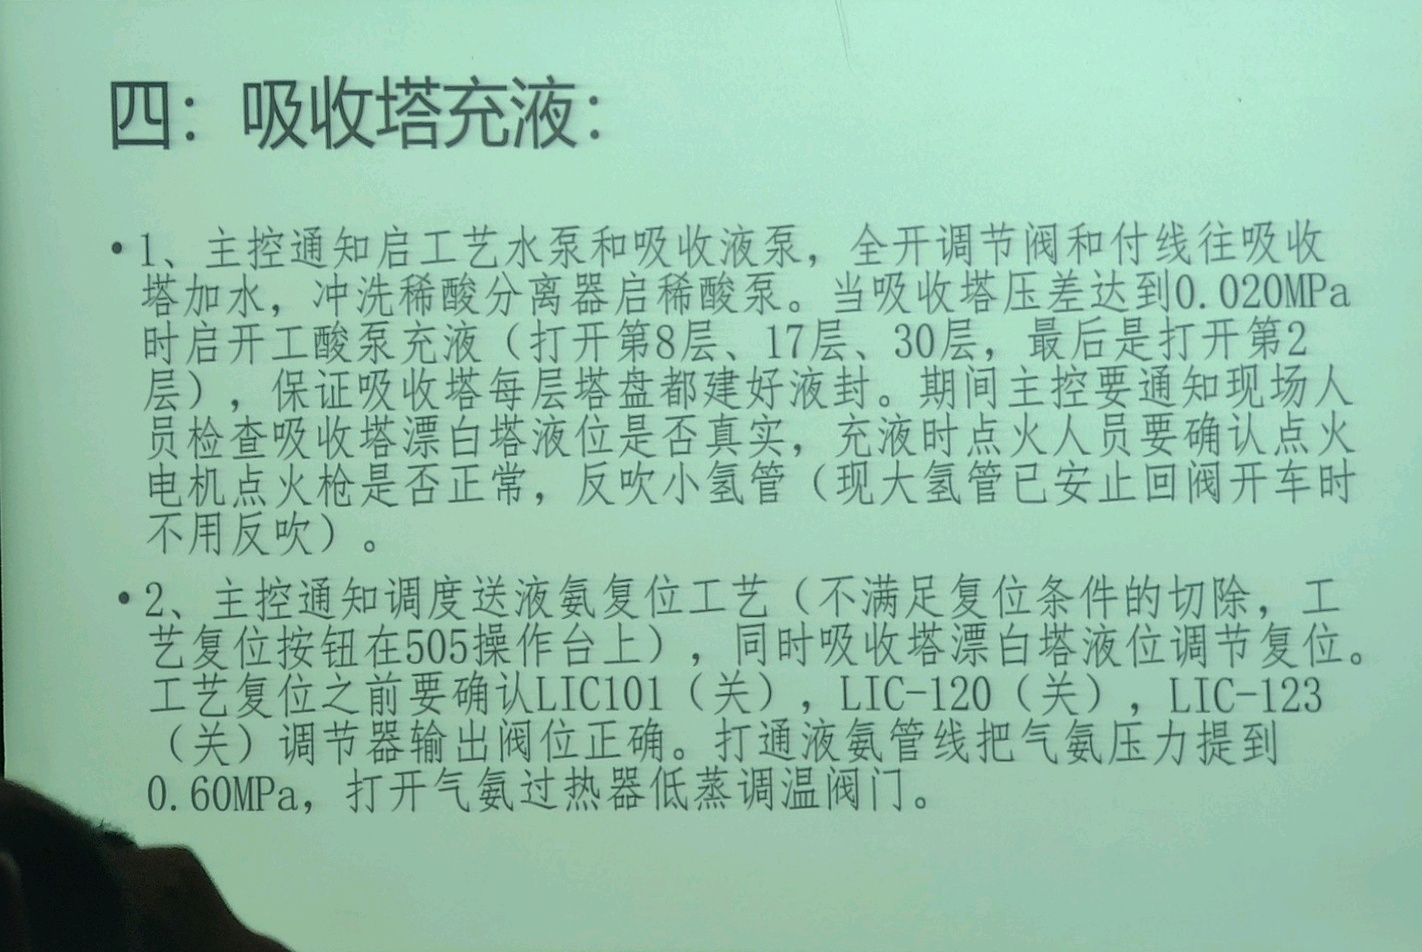 四：吸收塔充液：
•1、主控通知启工艺水泵和吸收液泵，全开调节阀和付线往吸收
塔加水，冲洗稀酸分离器启稀酸泵。当吸收塔压差达到0.020MPa
时启开工酸泵充液（打开第8层、17层、30层，最后是打开第2
层），保证吸收塔每层塔盘都建好液封。期间主控要通知现场人
员检查吸收塔漂白塔液位是否真实，充液时点火人员要确认点火
电机点火枪是否正常，反吹小氢管（现大氢管已安止回阀开车时
不用反吹）。
•2、主控通知调度送液氨复位工艺（不满足复位条件的切除，工
艺复位按钮在505操作台上），同时吸收塔漂白塔液位调节复位。
工艺复位之前要确认LIC101（关），LIC-120（关），LIC-123
（关）调节器输出阀位正确。打通液氨管线把气氨压力提到
0.60MPa，打开气氨过热器低蒸调温阀门。